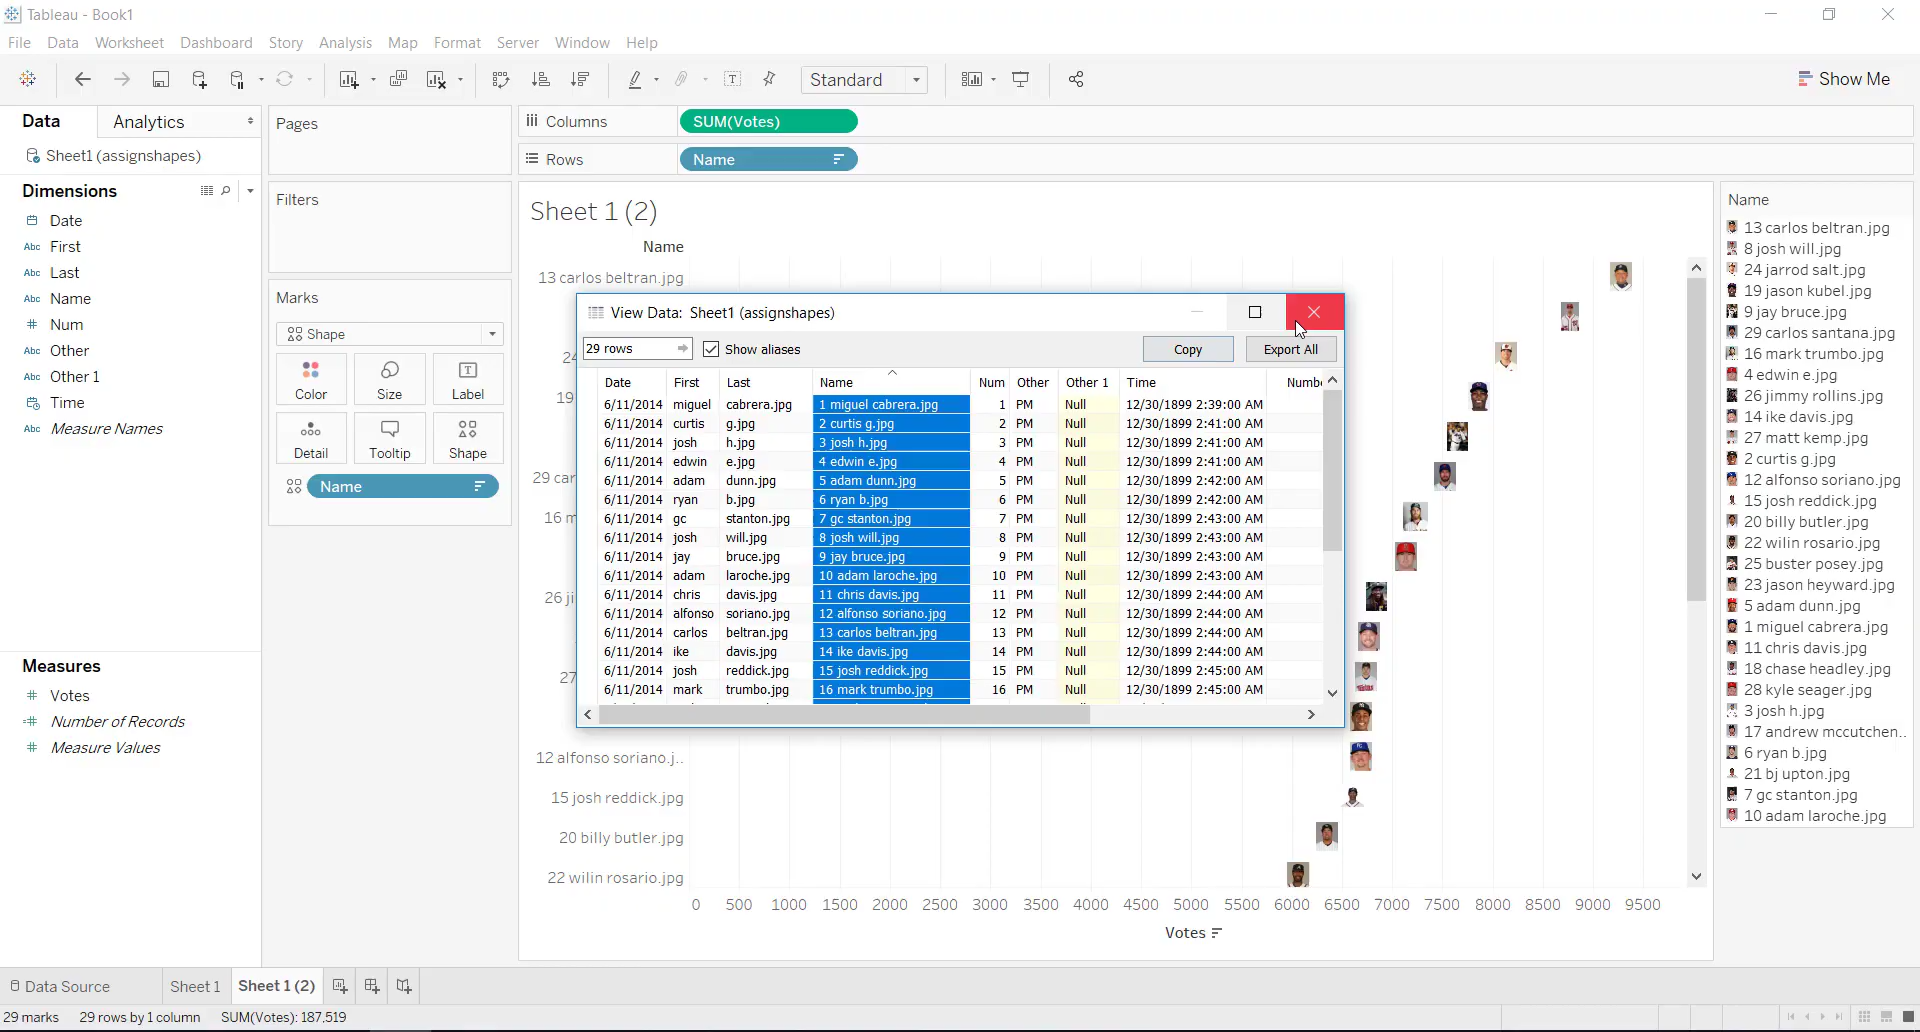 Tableau - Book1
File Data Worksheet Dashboard Story Analysis Map Format Server Window Help
Standard
Show Me
Data Analytics
Sheet1 (assignshapes)
Dimensions
Date
Abc First
Abc Last
Abc Name
# Num
Abc Other
Abc Other 1
Time
Abc Measure Names
Measures
# Votes
=# Number of Records
# Measure Values
Pages
Filters
Marks
Shape
Color Size Label
Detail Tooltip Shape
Name
Columns SUM(Votes)
Rows Name
Sheet 1 (2)
Name
13 carlos beltran.jpg
24
19
29 car
16 m
26 ji
27
12 alfonso soriano.j..
15 josh reddick.jpg
20 billy butler.jpg
22 wilin rosario.jpg
0 500 1000 1500 2000 2500 3000 3500 4000 4500 5000 5500 6000 6500 7000 7500 8000 8500 9000 9500
Votes
View Data: Sheet1 (assignshapes)
29 rows Show aliases Copy Export All
Date First Last Name Num Other Other 1 Time Numbe
6/11/2014 miguel cabrera.jpg 1 miguel cabrera.jpg 1 PM Null 12/30/1899 2:39:00 AM
6/11/2014 curtis g.jpg 2 curtis g.jpg 2 PM Null 12/30/1899 2:41:00 AM
6/11/2014 josh h.jpg 3 josh h.jpg 3 PM Null 12/30/1899 2:41:00 AM
6/11/2014 edwin e.jpg 4 edwin e.jpg 4 PM Null 12/30/1899 2:41:00 AM
6/11/2014 adam dunn.jpg 5 adam dunn.jpg 5 PM Null 12/30/1899 2:42:00 AM
6/11/2014 ryan b.jpg 6 ryan b.jpg 6 PM Null 12/30/1899 2:42:00 AM
6/11/2014 gc stanton.jpg 7 gc stanton.jpg 7 PM Null 12/30/1899 2:43:00 AM
6/11/2014 josh will.jpg 8 josh will.jpg 8 PM Null 12/30/1899 2:43:00 AM
6/11/2014 jay bruce.jpg 9 jay bruce.jpg 9 PM Null 12/30/1899 2:43:00 AM
6/11/2014 adam laroche.jpg 10 adam laroche.jpg 10 PM Null 12/30/1899 2:43:00 AM
6/11/2014 chris davis.jpg 11 chris davis.jpg 11 PM Null 12/30/1899 2:44:00 AM
6/11/2014 alfonso soriano.jpg 12 alfonso soriano.jpg 12 PM Null 12/30/1899 2:44:00 AM
6/11/2014 carlos beltran.jpg 13 carlos beltran.jpg 13 PM Null 12/30/1899 2:44:00 AM
6/11/2014 ike davis.jpg 14 ike davis.jpg 14 PM Null 12/30/1899 2:44:00 AM
6/11/2014 josh reddick.jpg 15 josh reddick.jpg 15 PM Null 12/30/1899 2:45:00 AM
6/11/2014 mark trumbo.jpg 16 mark trumbo.jpg 16 PM Null 12/30/1899 2:45:00 AM
Name
13 carlos beltran.jpg
8 josh will.jpg
24 jarrod salt.jpg
19 jason kubel.jpg
9 jay bruce.jpg
29 carlos santana.jpg
16 mark trumbo.jpg
4 edwin e.jpg
26 jimmy rollins.jpg
14 ike davis.jpg
27 matt kemp.jpg
2 curtis g.jpg
12 alfonso soriano.jpg
15 josh reddick.jpg
20 billy butler.jpg
22 wilin rosario.jpg
25 buster posey.jpg
23 jason heyward.jpg
5 adam dunn.jpg
1 miguel cabrera.jpg
11 chris davis.jpg
18 chase headley.jpg
28 kyle seager.jpg
3 josh h.jpg
17 andrew mccutchen..
6 ryan b.jpg
21 bj upton.jpg
7 gc stanton.jpg
10 adam laroche.jpg
Data Source Sheet 1 Sheet 1 (2)
29 marks 29 rows by 1 column SUM(Votes): 187,519